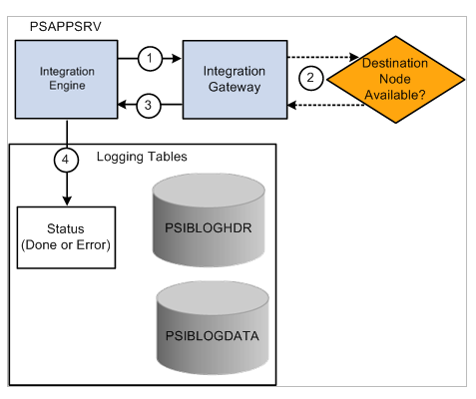 PSAPPSRV
Integration
Engine
1
Integration
Gateway
2
Destination
Node
Available?
3
4
Logging Tables
Status
(Done or Error)
PSIBLOGHDR
PSIBLOGDATA